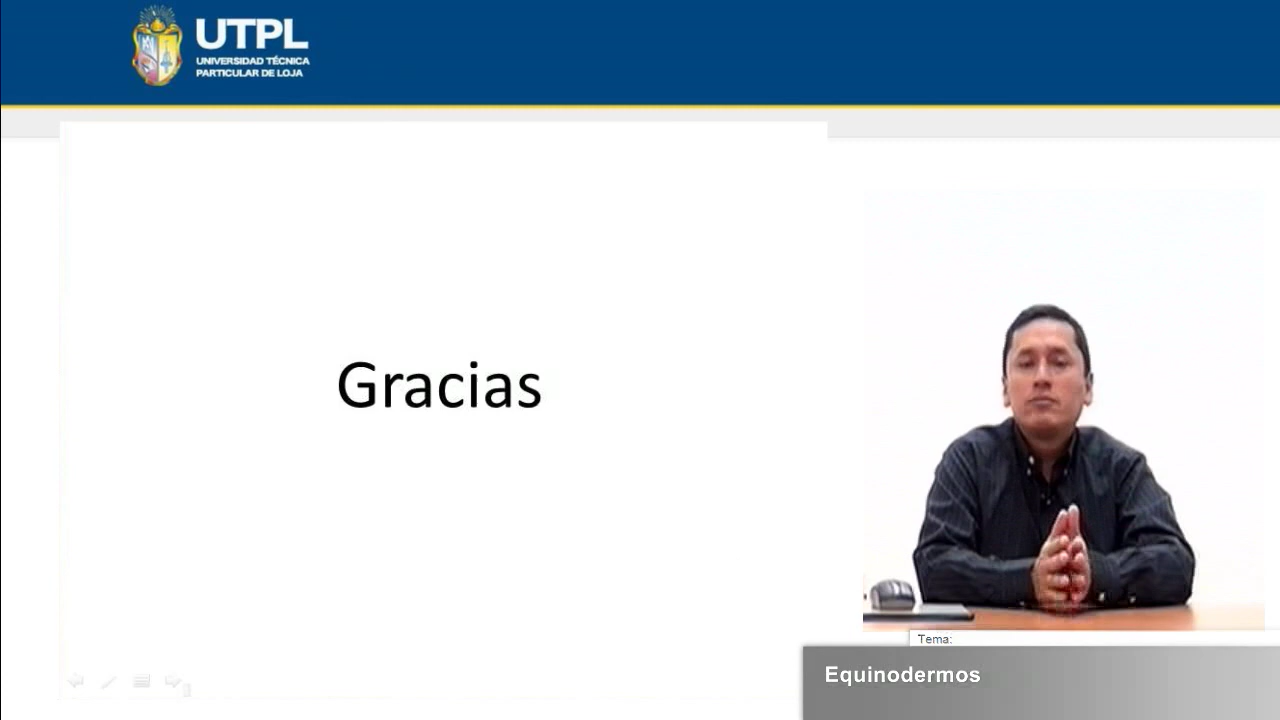 UTPL
UNIVERSIDAD TÉCNICA
PARTICULAR DE LOJA
Gracias
Tema:
Equinodermos